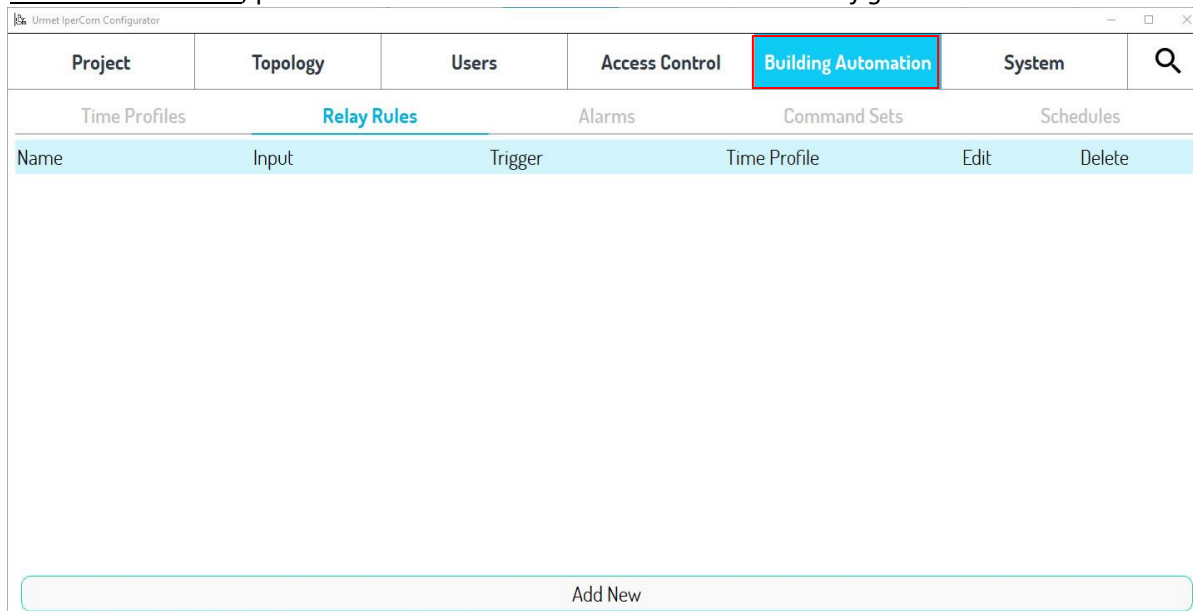 Urmet IperCom Configurator
Project Topology Users Access Control Building Automation System
Time Profiles Relay Rules Alarms Command Sets Schedules
Name Input Trigger Time Profile Edit Delete
Add New